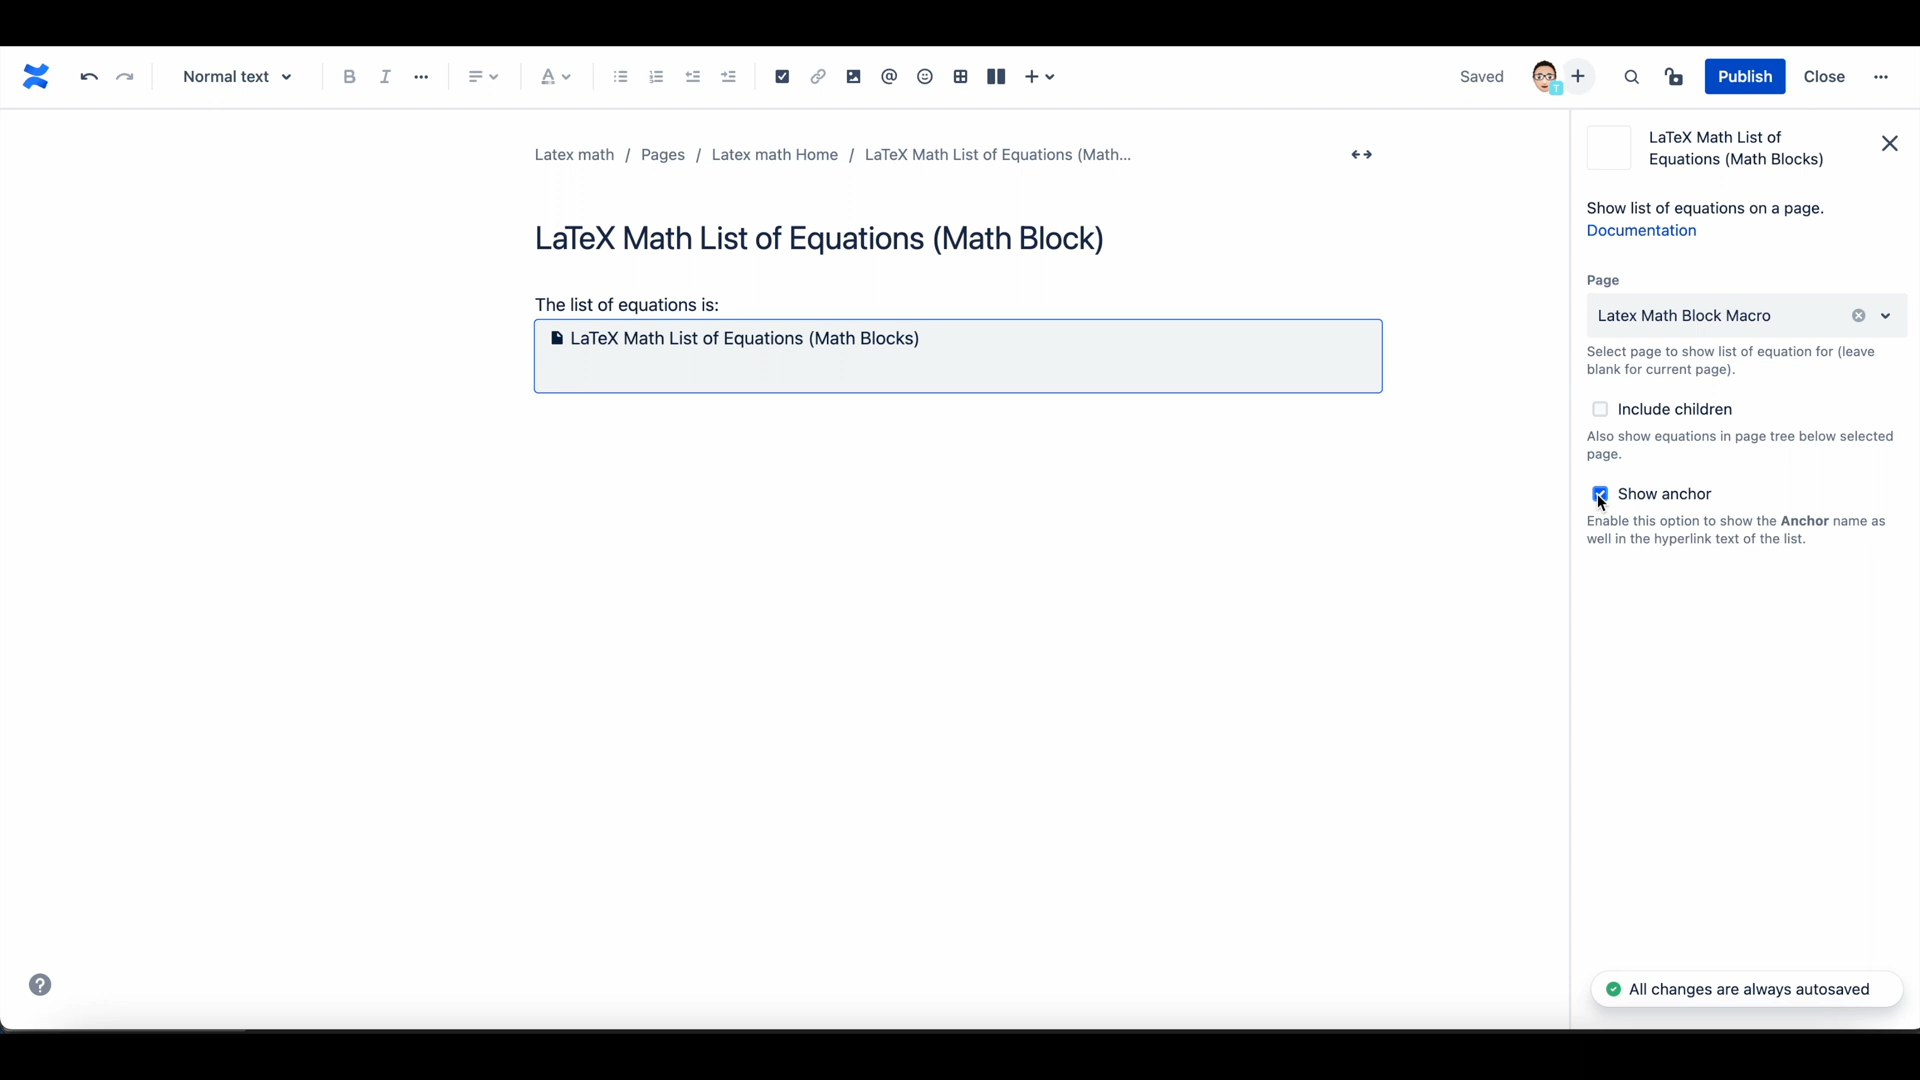 Normal text
Saved
T
Publish
Close
Latex math / Pages / Latex math Home / LaTeX Math List of Equations (Math...
LaTeX Math List of Equations (Math Block)
The list of equations is:
LaTeX Math List of Equations (Math Blocks)
LaTeX Math List of
Equations (Math Blocks)
Show list of equations on a page.
Documentation
Page
Latex Math Block Macro
Select page to show list of equation for (leave
blank for current page).
Include children
Also show equations in page tree below selected
page.
Show anchor
Enable this option to show the Anchor name as
well in the hyperlink text of the list.
All changes are always autosaved